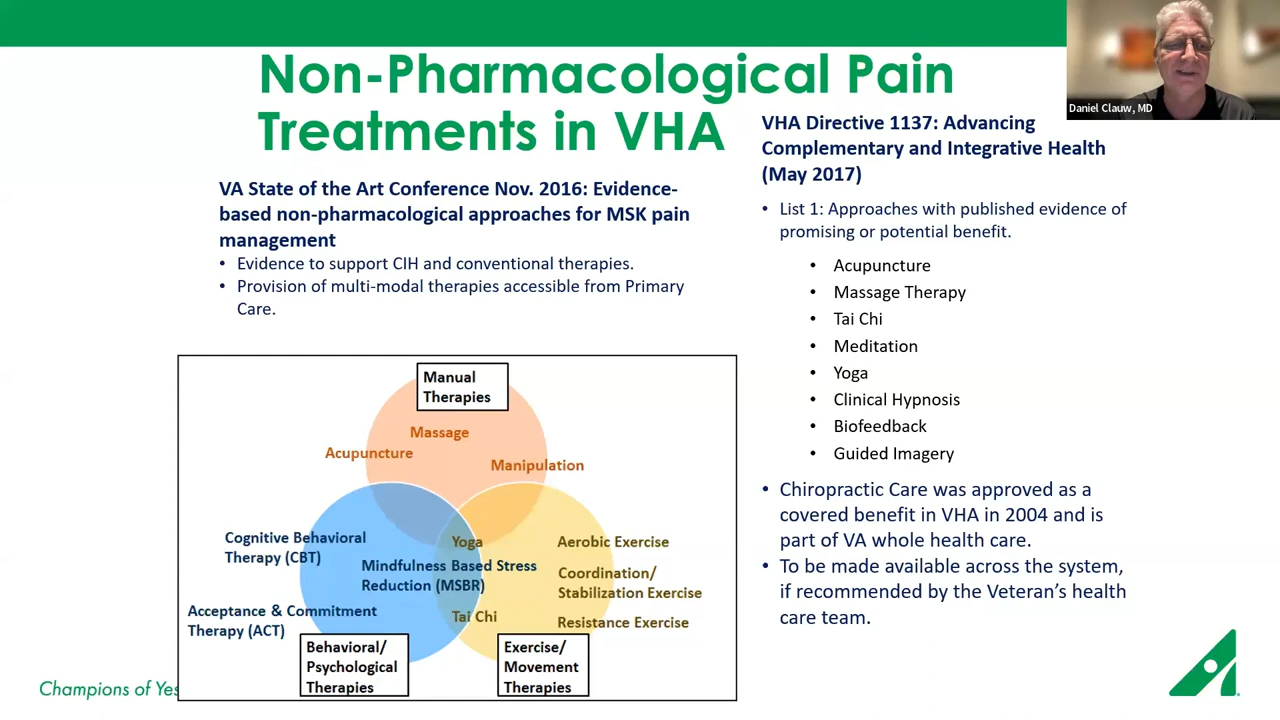 Non-Pharmacological Pain
Treatments in VHA
Daniel Clauw, MD
VA State of the Art Conference Nov. 2016: Evidence-
based non-pharmacological approaches for MSK pain
management
• Evidence to support CIH and conventional therapies.
• Provision of multi-modal therapies accessible from Primary
Care.
Manual
Therapies
Massage
Acupuncture
Manipulation
Cognitive Behavioral
Therapy (CBT)
Yoga
Mindfulness Based Stress
Reduction (MSBR)
Aerobic Exercise
Coordination/
Stabilization Exercise
Acceptance & Commitment
Therapy (ACT)
Tai Chi
Resistance Exercise
Behavioral/
Psychological
Therapies
Exercise/
Movement
Therapies
VHA Directive 1137: Advancing
Complementary and Integrative Health
(May 2017)
• List 1: Approaches with published evidence of
promising or potential benefit.
• Acupuncture
• Massage Therapy
• Tai Chi
• Meditation
• Yoga
• Clinical Hypnosis
• Biofeedback
• Guided Imagery
• Chiropractic Care was approved as a
covered benefit in VHA in 2004 and is
part of VA whole health care.
• To be made available across the system,
if recommended by the Veteran's health
care team.
Champions of Yes